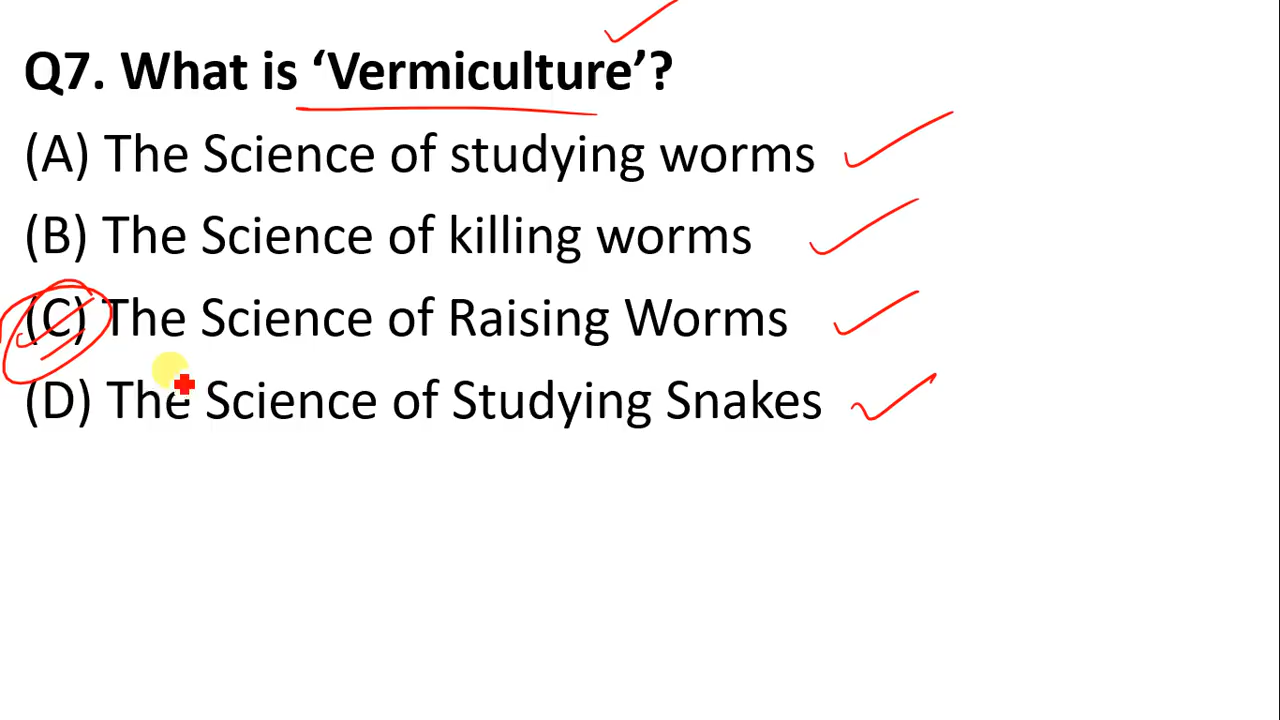 Q7. What is ‘Vermiculture’?
(A) The Science of studying worms
(B) The Science of killing worms
(C) The Science of Raising Worms
(D) The Science of Studying Snakes